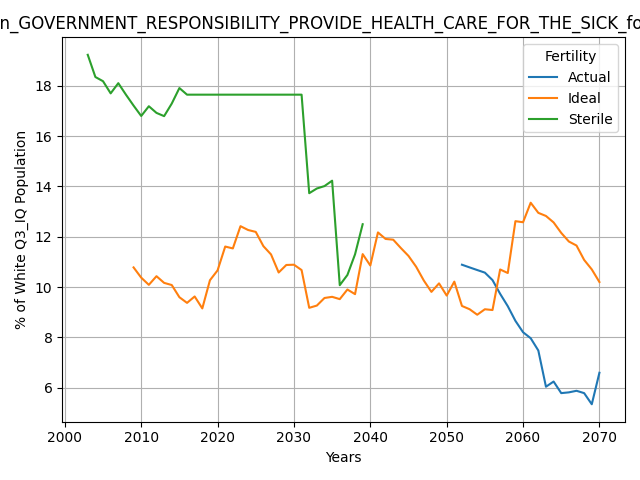 n_GOVERNMENT_RESPONSIBILITY_PROVIDE_HEALTH_CARE_FOR_THE_SICK_fo
Fertility
Actual
Ideal
Sterile
% of White Q3_IQ Population
18
16
14
12
10
8
6
2000 2010 2020 2030 2040 2050 2060 2070
Years